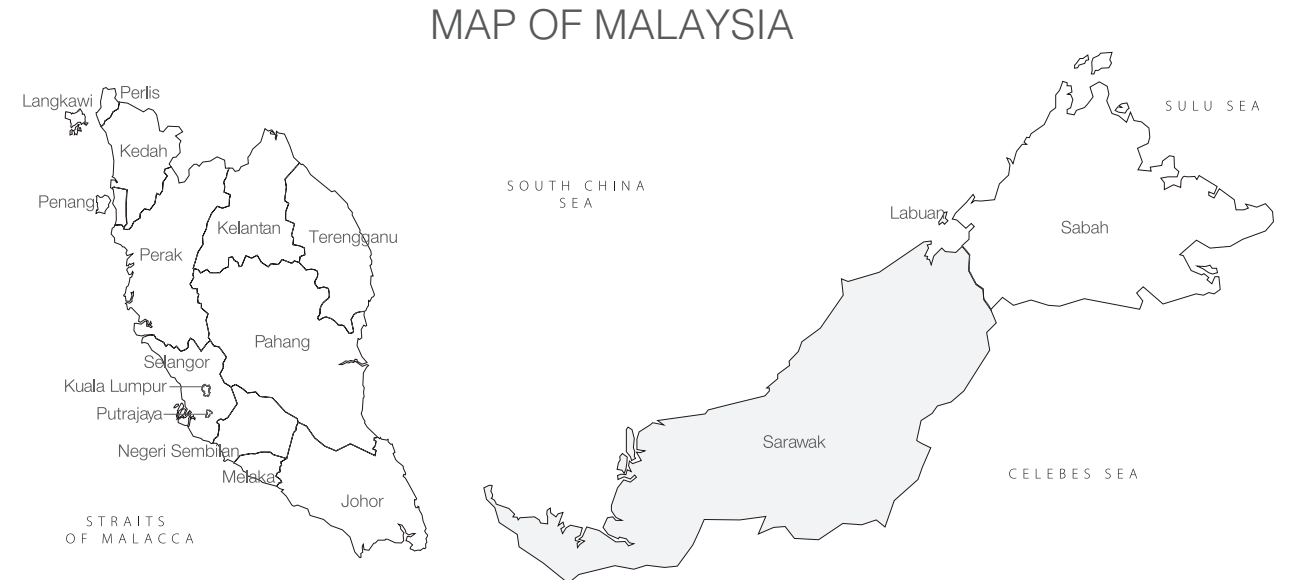 MAP OF MALAYSIA
Langkawi
Perlis
Kedah
Penang
Perak
Kelantan
Terengganu
Pahang
Selangor
Kuala Lumpur
Putrajaya
Negeri Sembilan
Melaka
Johor
STRAITS
OF MALACCA
SOUTH CHINA
SEA
SULU SEA
Labuan
Sabah
Sarawak
CELEBES SEA